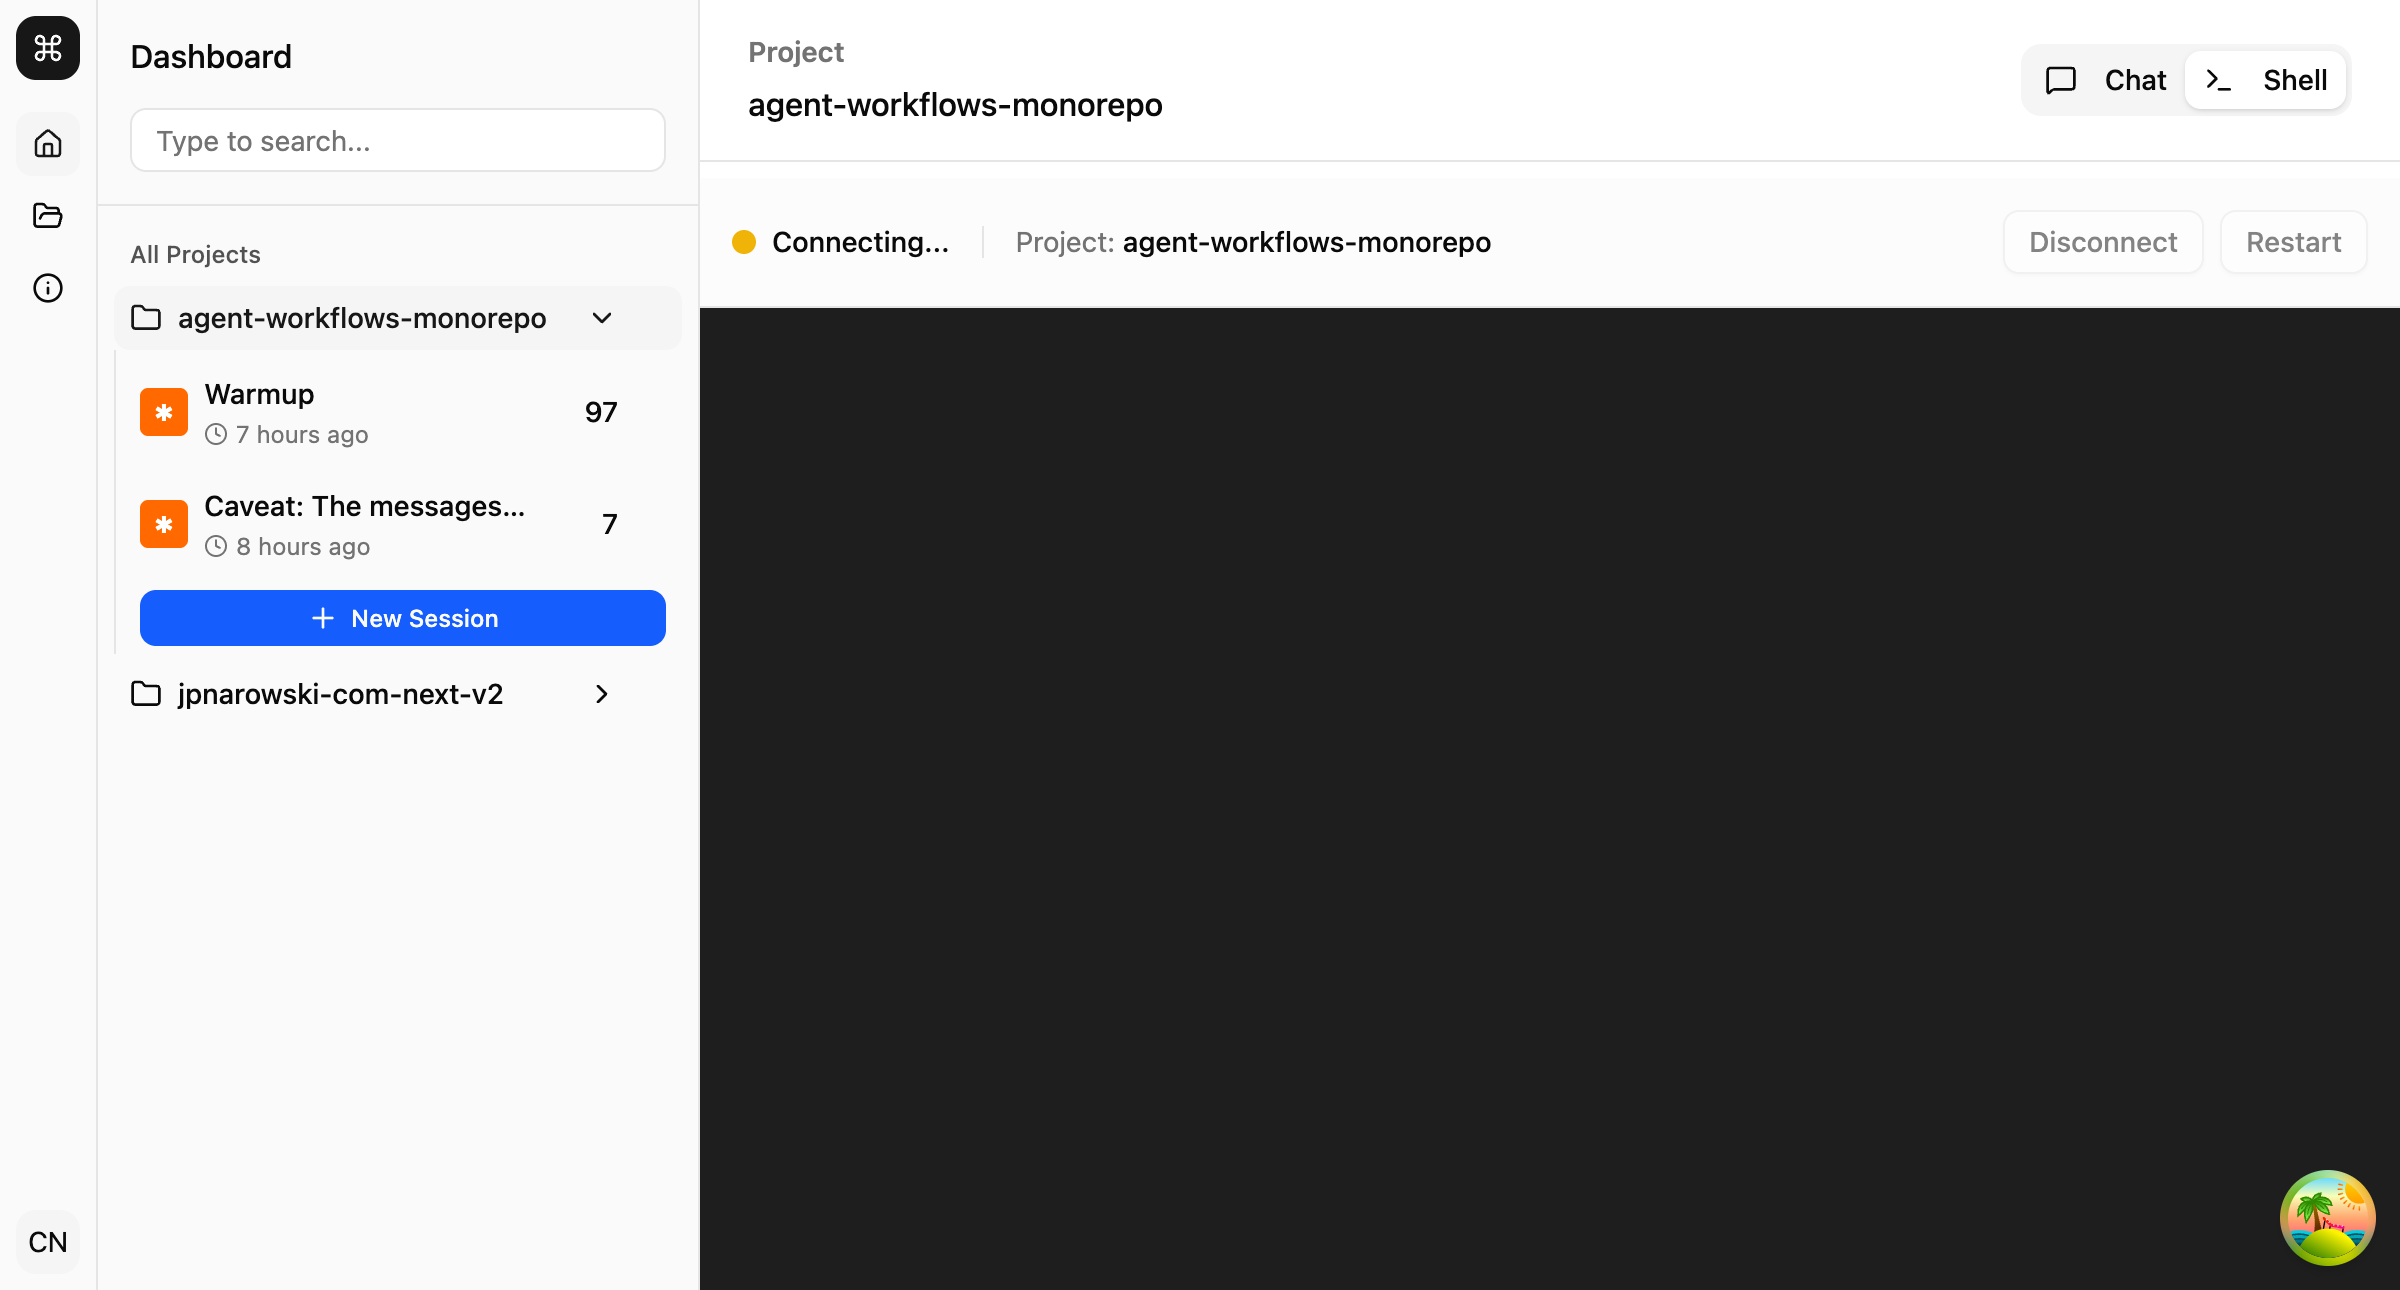 Dashboard
Type to search...
All Projects
agent-workflows-monorepo
Warmup
7 hours ago
97
Caveat: The messages...
8 hours ago
7
New Session
jpnarowski-com-next-v2
CN
Project
agent-workflows-monorepo
Chat
Shell
Connecting...
Project: agent-workflows-monorepo
Disconnect
Restart